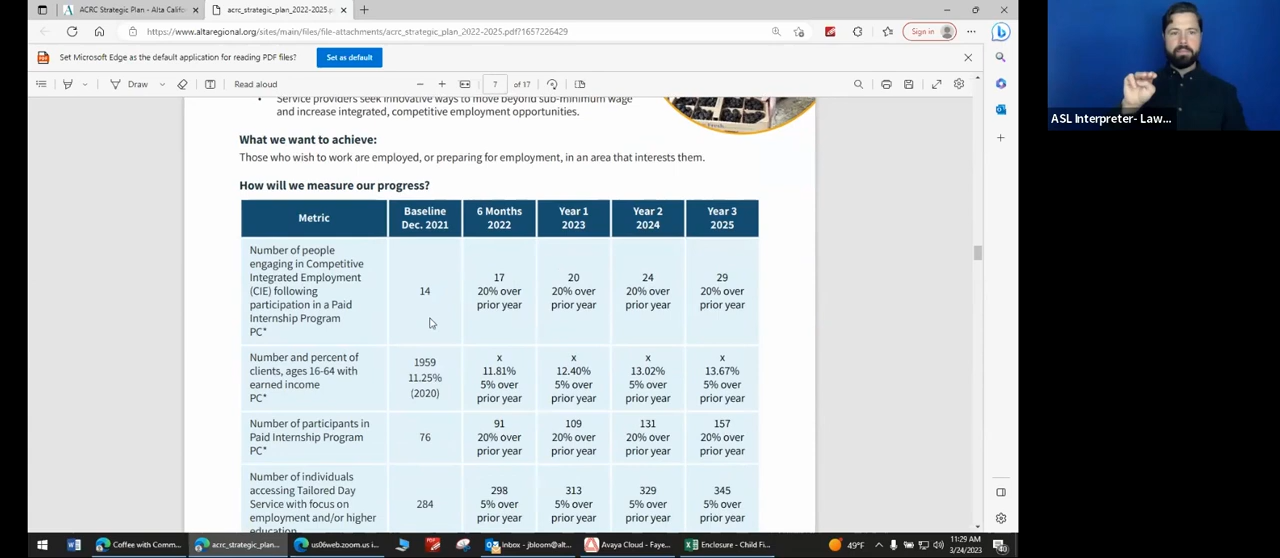 ACRC Strategic Plan - Alta Califo
acrc_strategic_plan_2022-2025.p
https://www.altaregional.org/sites/main/files/file-attachments/acrc_strategic_plan_2022-2025.pdf?1657226429
Sign in
Set Microsoft Edge as the default application for reading PDF files?
Set as default
Draw
Read aloud
7
of 17
Service providers seek innovative ways to move beyond sub-minimum wage
and increase integrated, competitive employment opportunities.
What we want to achieve:
Those who wish to work are employed, or preparing for employment, in an area that interests them.
How will we measure our progress?
Metric
Baseline
Dec. 2021
6 Months
2022
Year 1
2023
Year 2
2024
Year 3
2025
Number of people
engaging in Competitive
Integrated Employment
(CIE) following
participation in a Paid
Internship Program
PC*
14
17
20% over
prior year
20
20% over
prior year
24
20% over
prior year
29
20% over
prior year
Number and percent of
clients, ages 16-64 with
earned income
PC*
1959
11.25%
(2020)
x
11.81%
5% over
prior year
x
12.40%
5% over
prior year
x
13.02%
5% over
prior year
x
13.67%
5% over
prior year
Number of participants in
Paid Internship Program
PC*
76
91
20% over
prior year
109
20% over
prior year
131
20% over
prior year
157
20% over
prior year
Number of individuals
accessing Tailored Day
Service with focus on
employment and/or higher
education
284
298
5% over
prior year
313
5% over
prior year
329
5% over
prior year
345
5% over
prior year
ASL Interpreter- Law...
Coffee with Comm...
acrc_strategic_plan...
us06web.zoom.us i...
Inbox - jbloom@alt...
Avaya Cloud - Faye...
Enclosure - Child Fi...
49°F
11:29 AM
3/24/2023
40